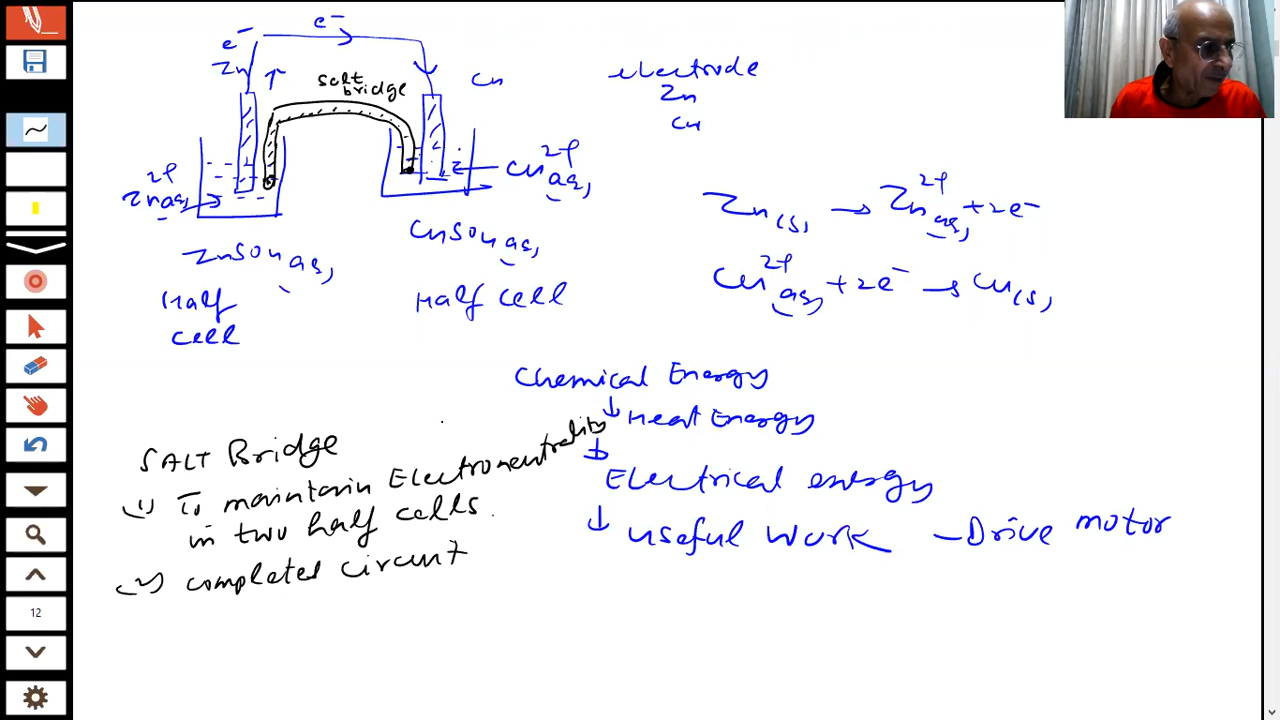 e⁻
e⁻
Zn
salt bridge
Cu
electrode
Zn
Cu
Zn²⁺(aq)
Cu²⁺(aq)
ZnSO₄(aq)
CuSO₄(aq)
Half cell
Half cell
Zn(s) → Zn²⁺(aq) + 2e⁻
Cu²⁺(aq) + 2e⁻ → Cu(s)
Chemical Energy
↓ Heat Energy
↓
Electrical energy
↓ useful work – Drive motor
SALT Bridge
(1) To maintain Electroneutrality
in two half cells.
(2) completes circuit
12